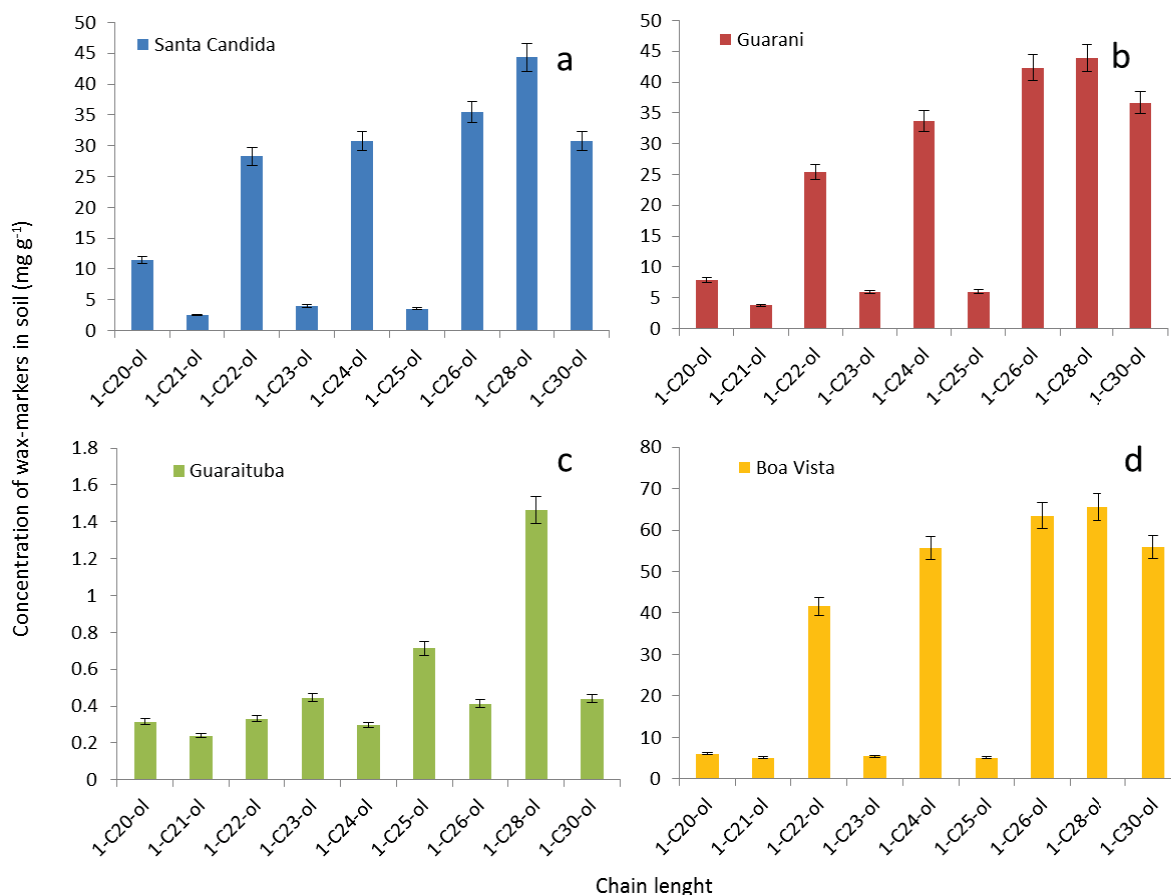 Concentration of wax-markers in soil (mg g⁻¹)
Santa Candida
a
50
45
40
35
30
25
20
15
10
5
0
1-C20-ol
1-C21-ol
1-C22-ol
1-C23-ol
1-C24-ol
1-C25-ol
1-C26-ol
1-C28-ol
1-C30-ol
Guarani
b
50
45
40
35
30
25
20
15
10
5
0
1-C20-ol
1-C21-ol
1-C22-ol
1-C23-ol
1-C24-ol
1-C25-ol
1-C26-ol
1-C28-ol
1-C30-ol
Guaraituba
c
1.8
1.6
1.4
1.2
1
0.8
0.6
0.4
0.2
0
1-C20-ol
1-C21-ol
1-C22-ol
1-C23-ol
1-C24-ol
1-C25-ol
1-C26-ol
1-C28-ol
1-C30-ol
Boa Vista
d
80
70
60
50
40
30
20
10
0
1-C20-ol
1-C21-ol
1-C22-ol
1-C23-ol
1-C24-ol
1-C25-ol
1-C26-ol
1-C28-ol
1-C30-ol
Chain lenght